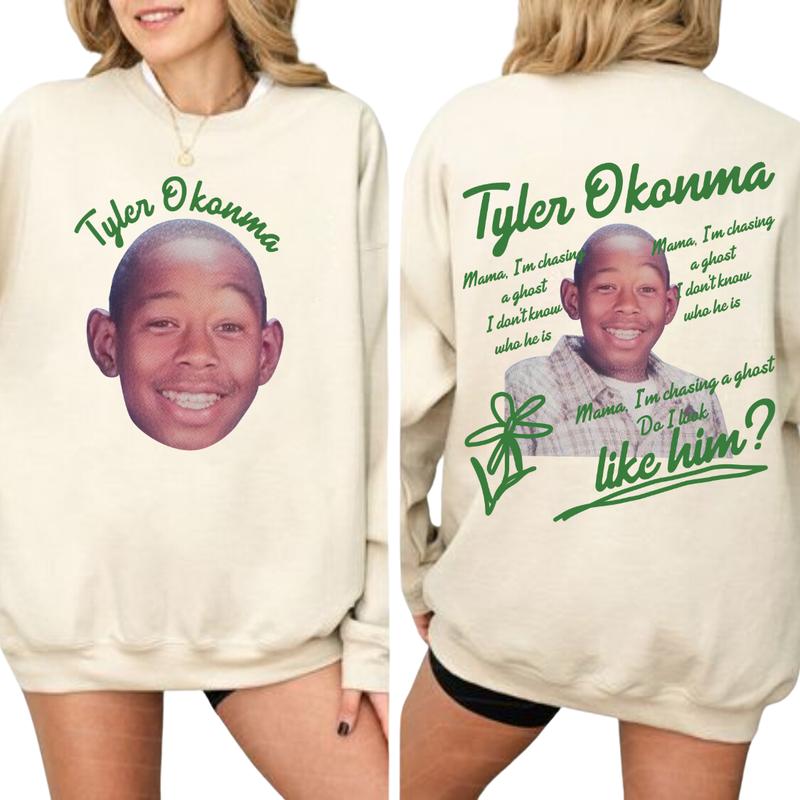 Tyler Okonma
Tyler Okonma
Mama, I'm chasing
a ghost
I don't know
who he is
Mama, I'm chasing
a ghost
I don't know
who he is
Mama, I'm chasing a ghost
Do I look
like him?